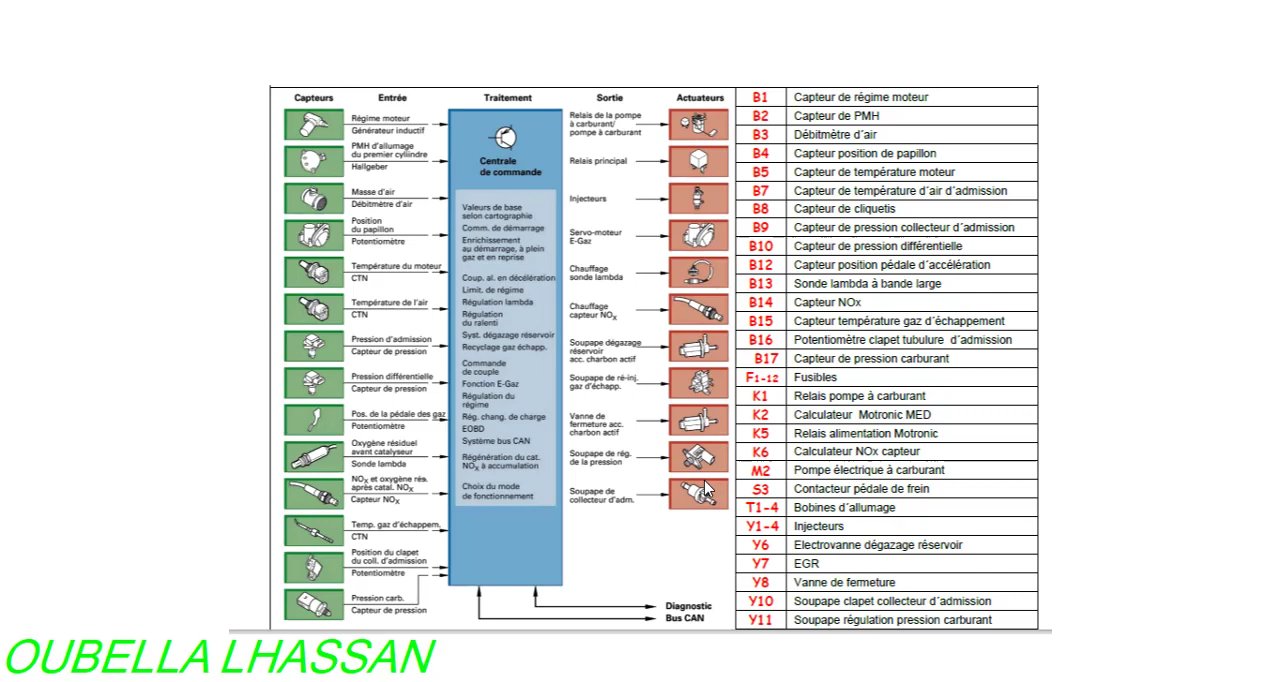 Capteurs
Entrée
Traitement
Sortie
Actuateurs
Régime moteur
Générateur inductif
PMH d'allumage
du premier cylindre
Hallgeber
Masse d'air
Débitmètre d'air
Position
du papillon
Potentiomètre
Température du moteur
CTN
Température de l'air
CTN
Pression d'admission
Capteur de pression
Pression différentielle
Capteur de pression
Pos. de la pédale des gaz
Potentiomètre
Oxygène résiduel
avant catalyseur
Sonde lambda
NOX et oxygène rés.
après catal. NOX
Capteur NOX
Temp. gaz d'échappem.
CTN
Position du clapet
du coll. d'admission
Potentiomètre
Pression carb.
Capteur de pression
Centrale
de commande
Valeurs de base
selon cartographie
Comm. de démarrage
Enrichissement
au démarrage, à plein
gaz et en reprise
Coup. al. en décélération
Limit. de régime
Régulation lambda
Régulation
du ralenti
Syst. dégazage réservoir
Recyclage gaz échapp.
Commande
de couple
Fonction E-Gaz
Régulation du
régime
Rég. chang. de charge
EOBD
Système bus CAN
Régénération du cat.
NOX à accumulation
Choix du mode
de fonctionnement
Relais de la pompe
à carburant/
pompe à carburant
Relais principal
Injecteurs
Servo-moteur
E-Gaz
Chauffage
sonde lambda
Chauffage
capteur NOX
Soupape dégazage
réservoir
acc. charbon actif
Soupape de ré-inj.
gaz d'échapp.
Vanne de
fermeture acc.
charbon actif
Soupape de rég.
de la pression
Soupape de
collecteur d'adm.
Diagnostic
Bus CAN
B1 Capteur de régime moteur
B2 Capteur de PMH
B3 Débitmètre d´air
B4 Capteur position de papillon
B5 Capteur de température moteur
B7 Capteur de température d´air d´admission
B8 Capteur de cliquetis
B9 Capteur de pression collecteur d´admission
B10 Capteur de pression différentielle
B12 Capteur position pédale d´accélération
B13 Sonde lambda à bande large
B14 Capteur NOx
B15 Capteur température gaz d´échappement
B16 Potentiomètre clapet tubulure d´admission
B17 Capteur de pression carburant
F1-12 Fusibles
K1 Relais pompe à carburant
K2 Calculateur Motronic MED
K5 Relais alimentation Motronic
K6 Calculateur NOx capteur
M2 Pompe électrique à carburant
S3 Contacteur pédale de frein
T1-4 Bobines d´allumage
Y1-4 Injecteurs
Y6 Electrovanne dégazage réservoir
Y7 EGR
Y8 Vanne de fermeture
Y10 Soupape clapet collecteur d´admission
Y11 Soupape régulation pression carburant
OUBELLA LHASSAN